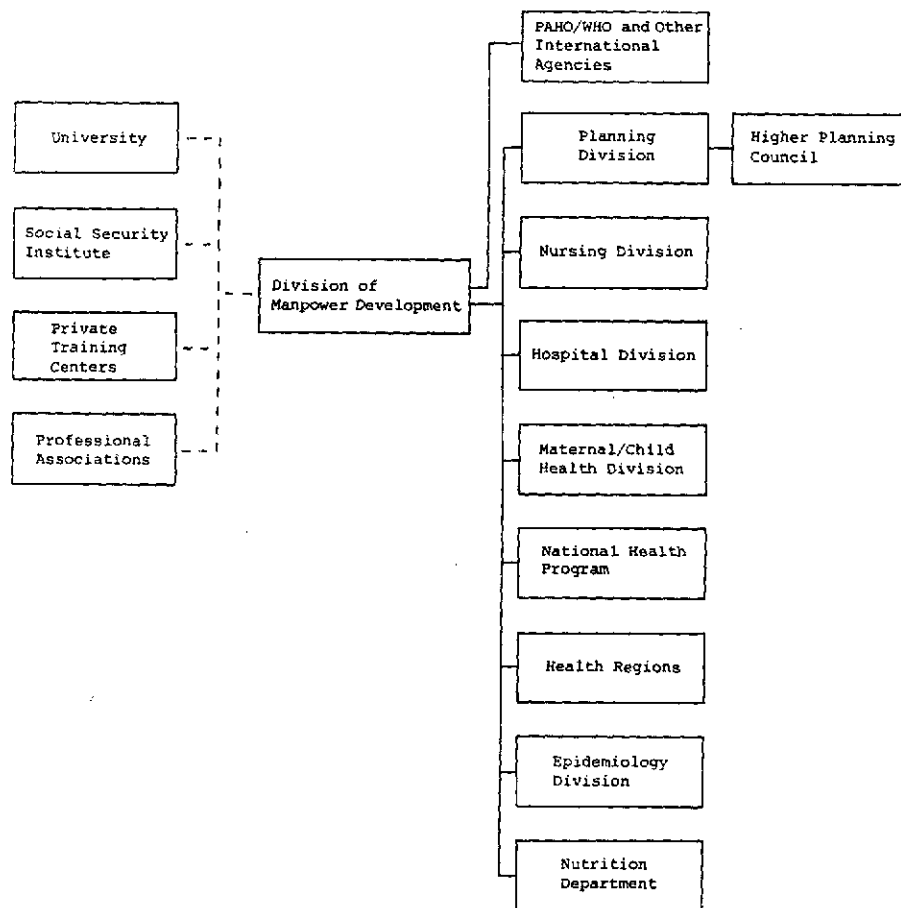 PAHO/WHO and Other
International
Agencies
University
Planning
Division
Higher Planning
Council
Social Security
Institute
Nursing Division
Division of
Manpower Development
Private
Training
Centers
Hospital Division
Professional
Associations
Maternal/Child
Health Division
National Health
Program
Health Regions
Epidemiology
Division
Nutrition
Department